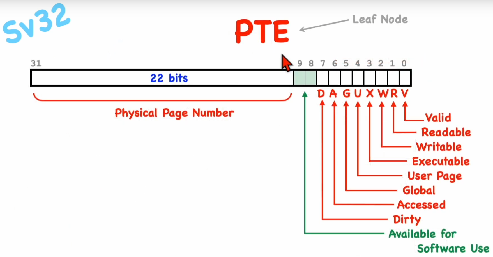 Sv32
PTE
Leaf Node
31
9 8 7 6 5 4 3 2 1 0
22 bits
D A G U X W R V
Physical Page Number
Valid
Readable
Writable
Executable
User Page
Global
Accessed
Dirty
Available for
Software Use